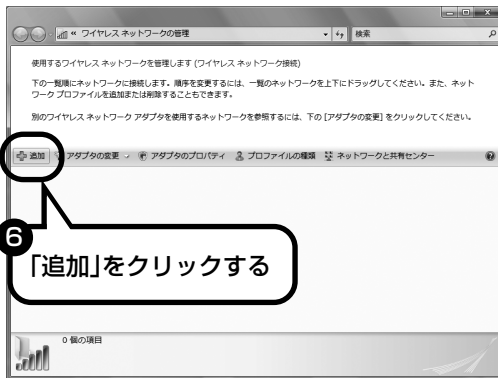 « ワイヤレス ネットワークの管理
検索
使用するワイヤレス ネットワークを管理します (ワイヤレス ネットワーク接続)
下の一覧順にネットワークに接続します。順序を変更するには、一覧のネットワークを上下にドラッグしてください。また、ネット
ワーク プロファイルを追加または削除することもできます。
別のワイヤレス ネットワーク アダプタを使用するネットワークを参照するには、下の [アダプタの変更] をクリックしてください。
追加 アダプタの変更 アダプタのプロパティ プロファイルの種類 ネットワークと共有センター
6
「追加」をクリックする
0 個の項目